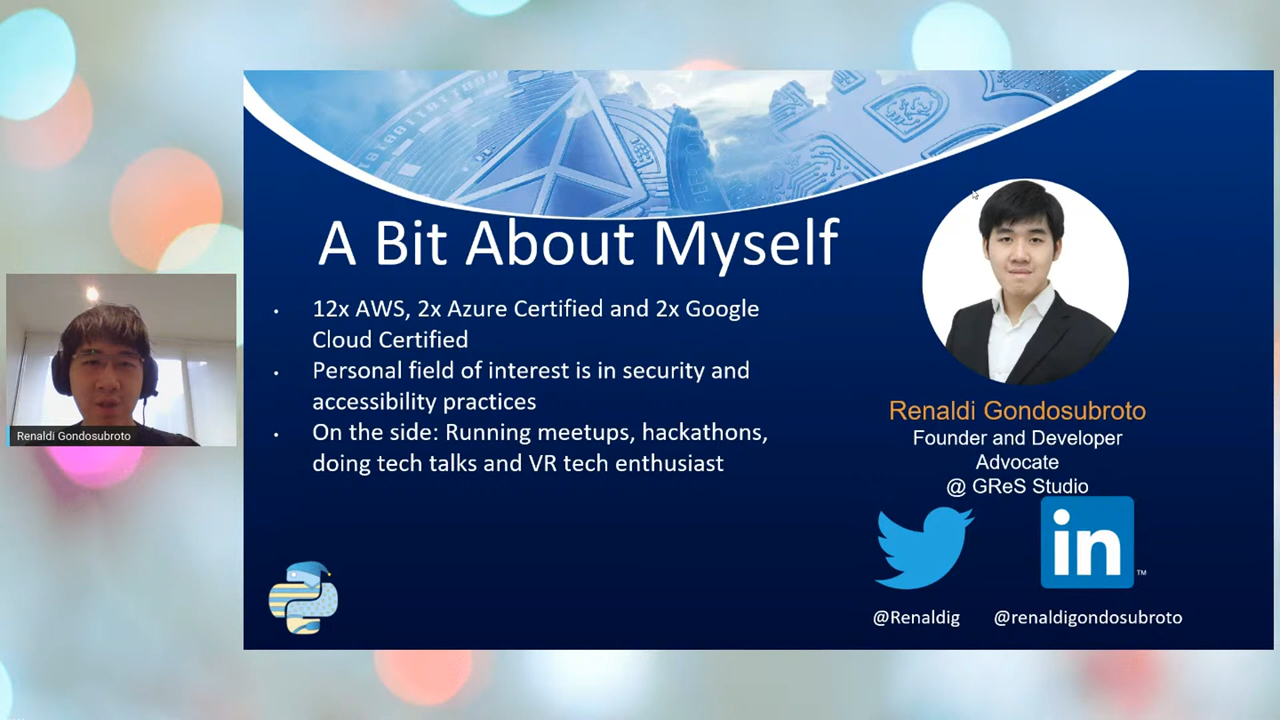 A Bit About Myself
• 12x AWS, 2x Azure Certified and 2x Google
Cloud Certified
• Personal field of interest is in security and
accessibility practices
• On the side: Running meetups, hackathons,
doing tech talks and VR tech enthusiast
Renaldi Gondosubroto
Founder and Developer
Advocate
@ GReS Studio
in
™
@Renaldig
@renaldigondosubroto
Renaldi Gondosubroto